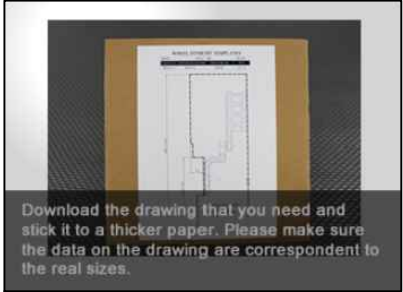 Download the drawing that you need and
stick it to a thicker paper. Please make sure
the data on the drawing are correspondent to
the real sizes.